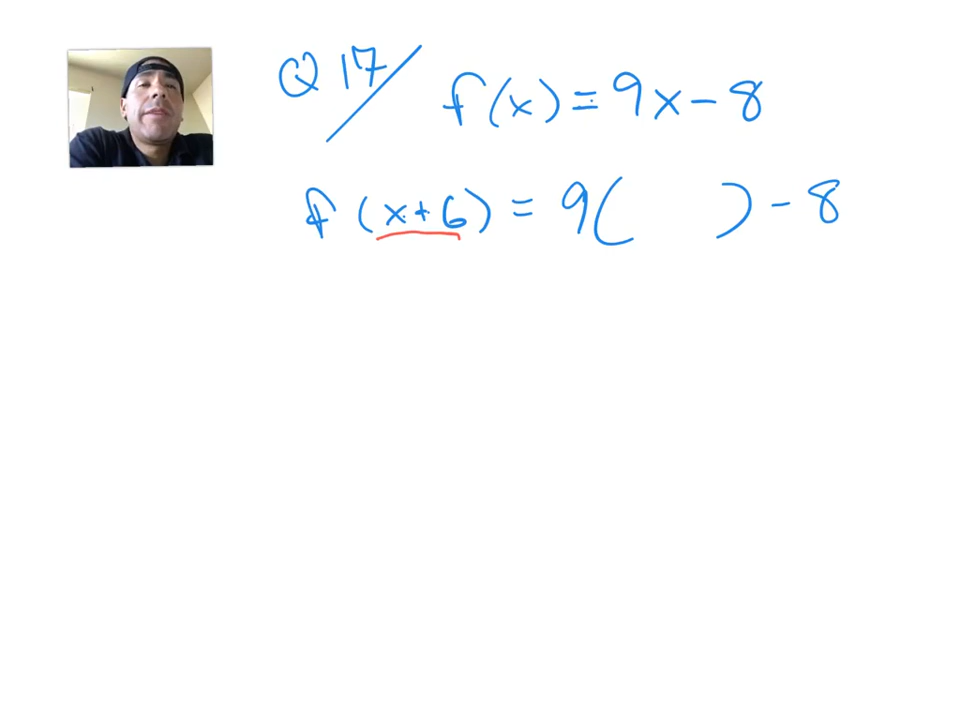 Q 17/ f(x) = 9x - 8
f(x+6) = 9(    ) - 8